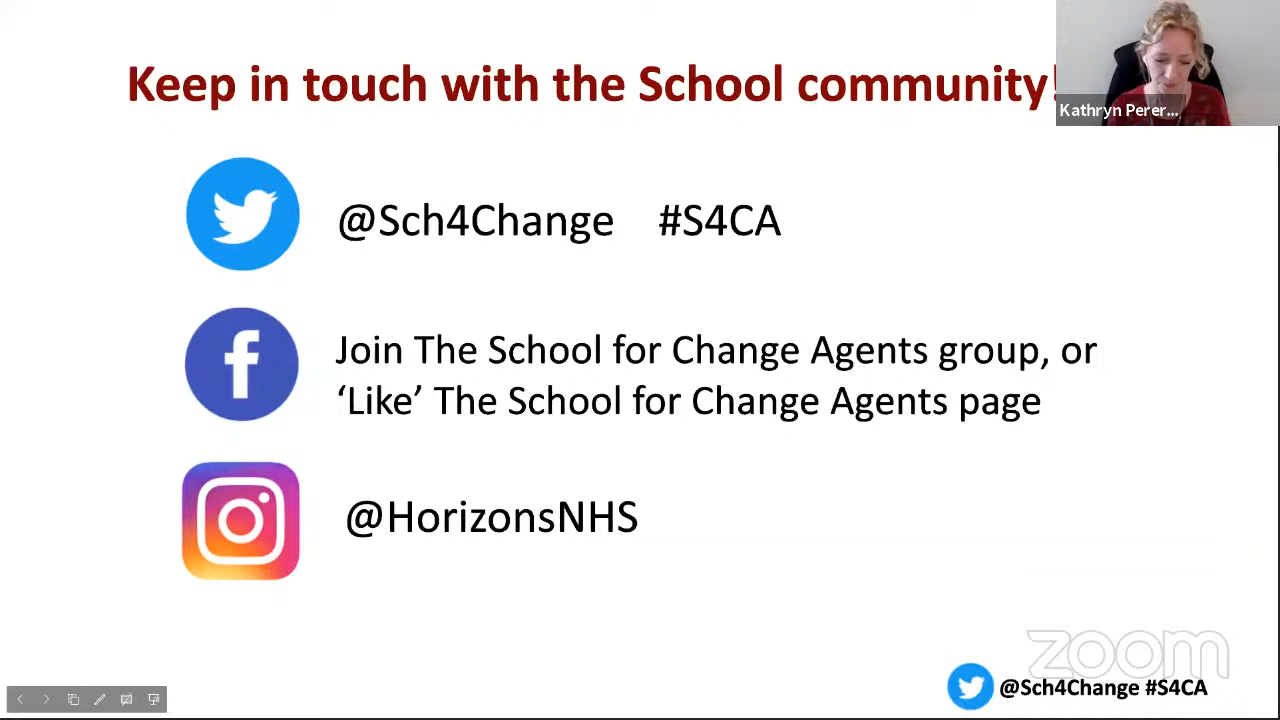 Keep in touch with the School community!
Kathryn Perer...
@Sch4Change #S4CA
Join The School for Change Agents group, or
‘Like’ The School for Change Agents page
@HorizonsNHS
zoom
@Sch4Change #S4CA